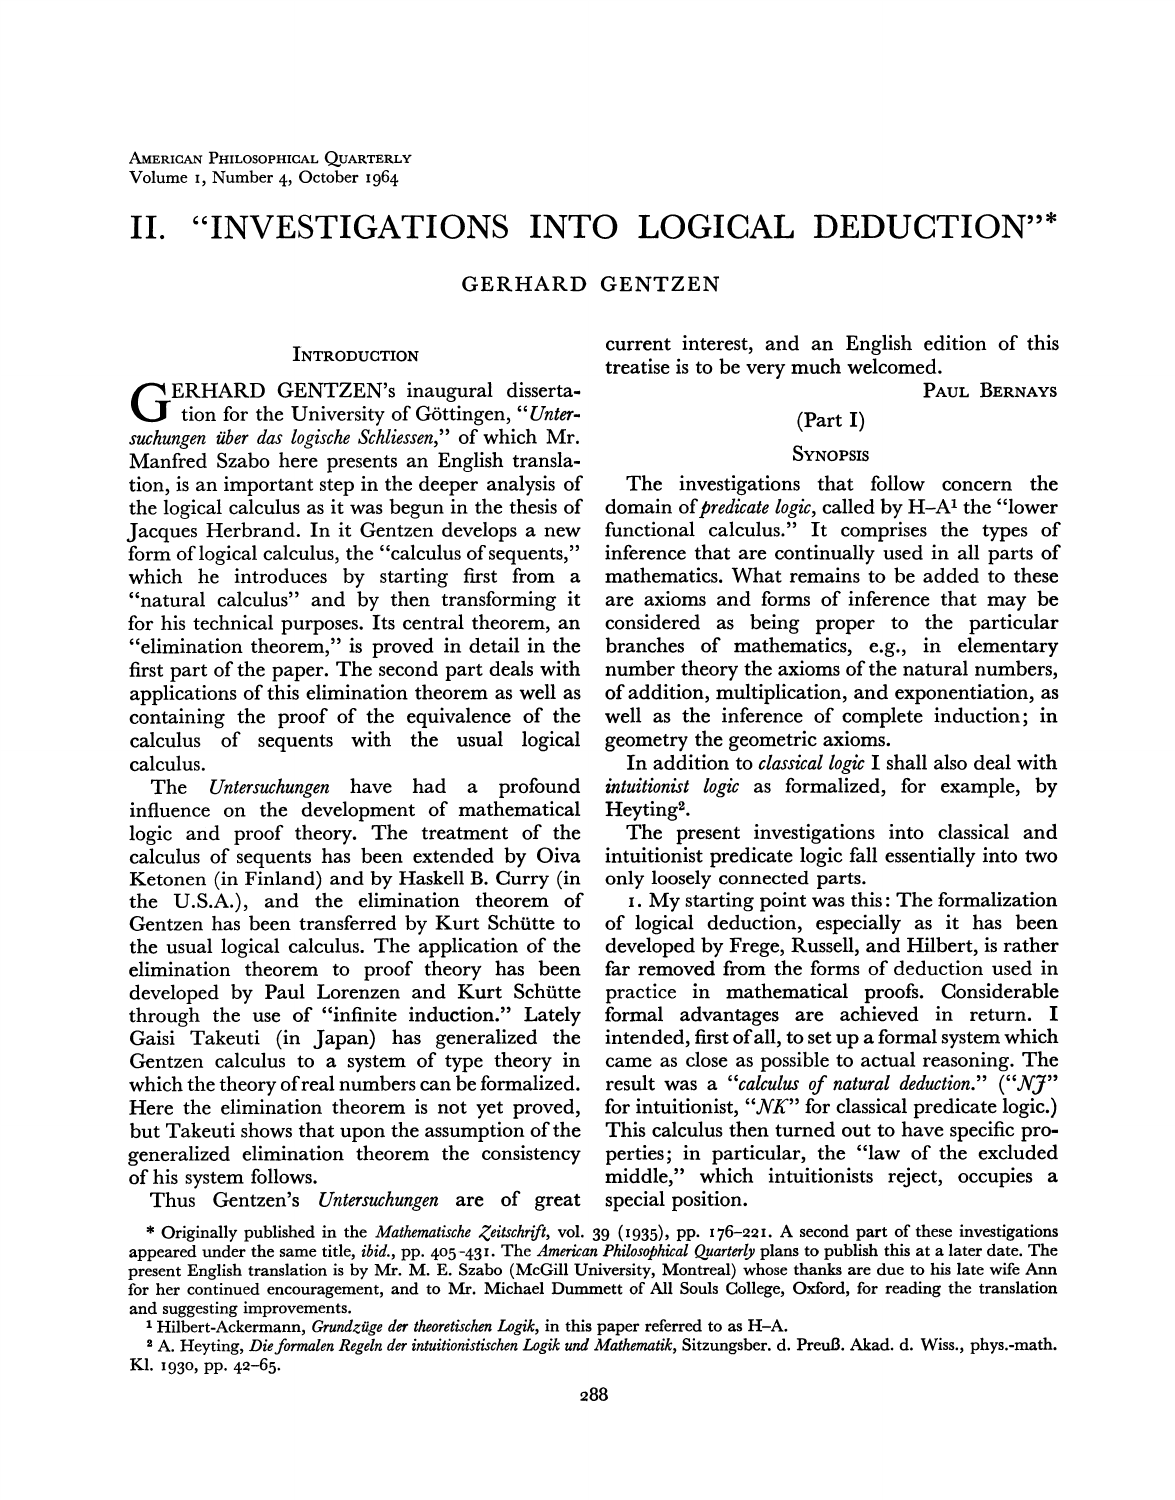 AMERICAN PHILOSOPHICAL QUARTERLY
Volume 1, Number 4, October 1964
II. “INVESTIGATIONS INTO LOGICAL DEDUCTION”*
GERHARD GENTZEN
INTRODUCTION
GERHARD GENTZEN’s inaugural disserta-
tion for the University of Göttingen, “Unter-
suchungen über das logische Schliessen,” of which Mr.
Manfred Szabo here presents an English transla-
tion, is an important step in the deeper analysis of
the logical calculus as it was begun in the thesis of
Jacques Herbrand. In it Gentzen develops a new
form of logical calculus, the “calculus of sequents,”
which he introduces by starting first from a
“natural calculus” and by then transforming it
for his technical purposes. Its central theorem, an
“elimination theorem,” is proved in detail in the
first part of the paper. The second part deals with
applications of this elimination theorem as well as
containing the proof of the equivalence of the
calculus of sequents with the usual logical
calculus.
The Untersuchungen have had a profound
influence on the development of mathematical
logic and proof theory. The treatment of the
calculus of sequents has been extended by Oiva
Ketonen (in Finland) and by Haskell B. Curry (in
the U.S.A.), and the elimination theorem of
Gentzen has been transferred by Kurt Schütte to
the usual logical calculus. The application of the
elimination theorem to proof theory has been
developed by Paul Lorenzen and Kurt Schütte
through the use of “infinite induction.” Lately
Gaisi Takeuti (in Japan) has generalized the
Gentzen calculus to a system of type theory in
which the theory of real numbers can be formalized.
Here the elimination theorem is not yet proved,
but Takeuti shows that upon the assumption of the
generalized elimination theorem the consistency
of his system follows.
Thus Gentzen’s Untersuchungen are of great
current interest, and an English edition of this
treatise is to be very much welcomed.
PAUL BERNAYS
(Part I)
SYNOPSIS
The investigations that follow concern the
domain of predicate logic, called by H–A¹ the “lower
functional calculus.” It comprises the types of
inference that are continually used in all parts of
mathematics. What remains to be added to these
are axioms and forms of inference that may be
considered as being proper to the particular
branches of mathematics, e.g., in elementary
number theory the axioms of the natural numbers,
of addition, multiplication, and exponentiation, as
well as the inference of complete induction; in
geometry the geometric axioms.
In addition to classical logic I shall also deal with
intuitionist logic as formalized, for example, by
Heyting².
The present investigations into classical and
intuitionist predicate logic fall essentially into two
only loosely connected parts.
1. My starting point was this: The formalization
of logical deduction, especially as it has been
developed by Frege, Russell, and Hilbert, is rather
far removed from the forms of deduction used in
practice in mathematical proofs. Considerable
formal advantages are achieved in return. I
intended, first of all, to set up a formal system which
came as close as possible to actual reasoning. The
result was a “calculus of natural deduction.” (“NJ”
for intuitionist, “NK” for classical predicate logic.)
This calculus then turned out to have specific pro-
perties; in particular, the “law of the excluded
middle,” which intuitionists reject, occupies a
special position.
* Originally published in the Mathematische Zeitschrift, vol. 39 (1935), pp. 176–221. A second part of these investigations
appeared under the same title, ibid., pp. 405-431. The American Philosophical Quarterly plans to publish this at a later date. The
present English translation is by Mr. M. E. Szabo (McGill University, Montreal) whose thanks are due to his late wife Ann
for her continued encouragement, and to Mr. Michael Dummett of All Souls College, Oxford, for reading the translation
and suggesting improvements.
¹ Hilbert-Ackermann, Grundzüge der theoretischen Logik, in this paper referred to as H–A.
² A. Heyting, Die formalen Regeln der intuitionistischen Logik und Mathematik, Sitzungsber. d. Preuß. Akad. d. Wiss., phys.-math.
Kl. 1930, pp. 42–65.
288